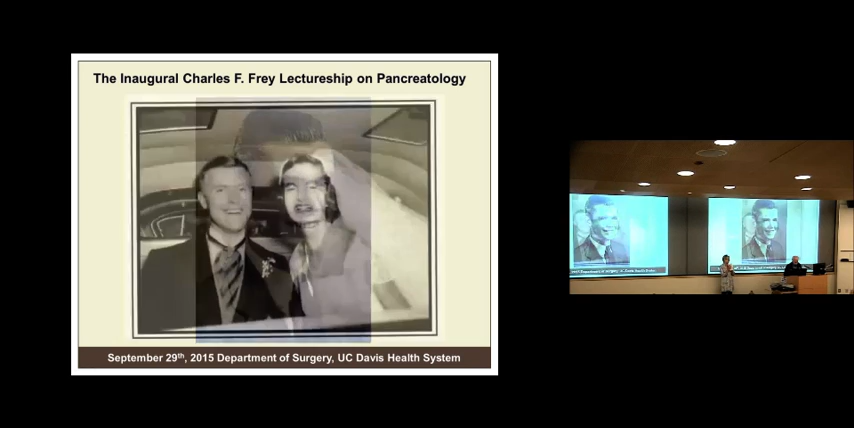 The Inaugural Charles F. Frey Lectureship on Pancreatology
September 29th, 2015 Department of Surgery, UC Davis Health System